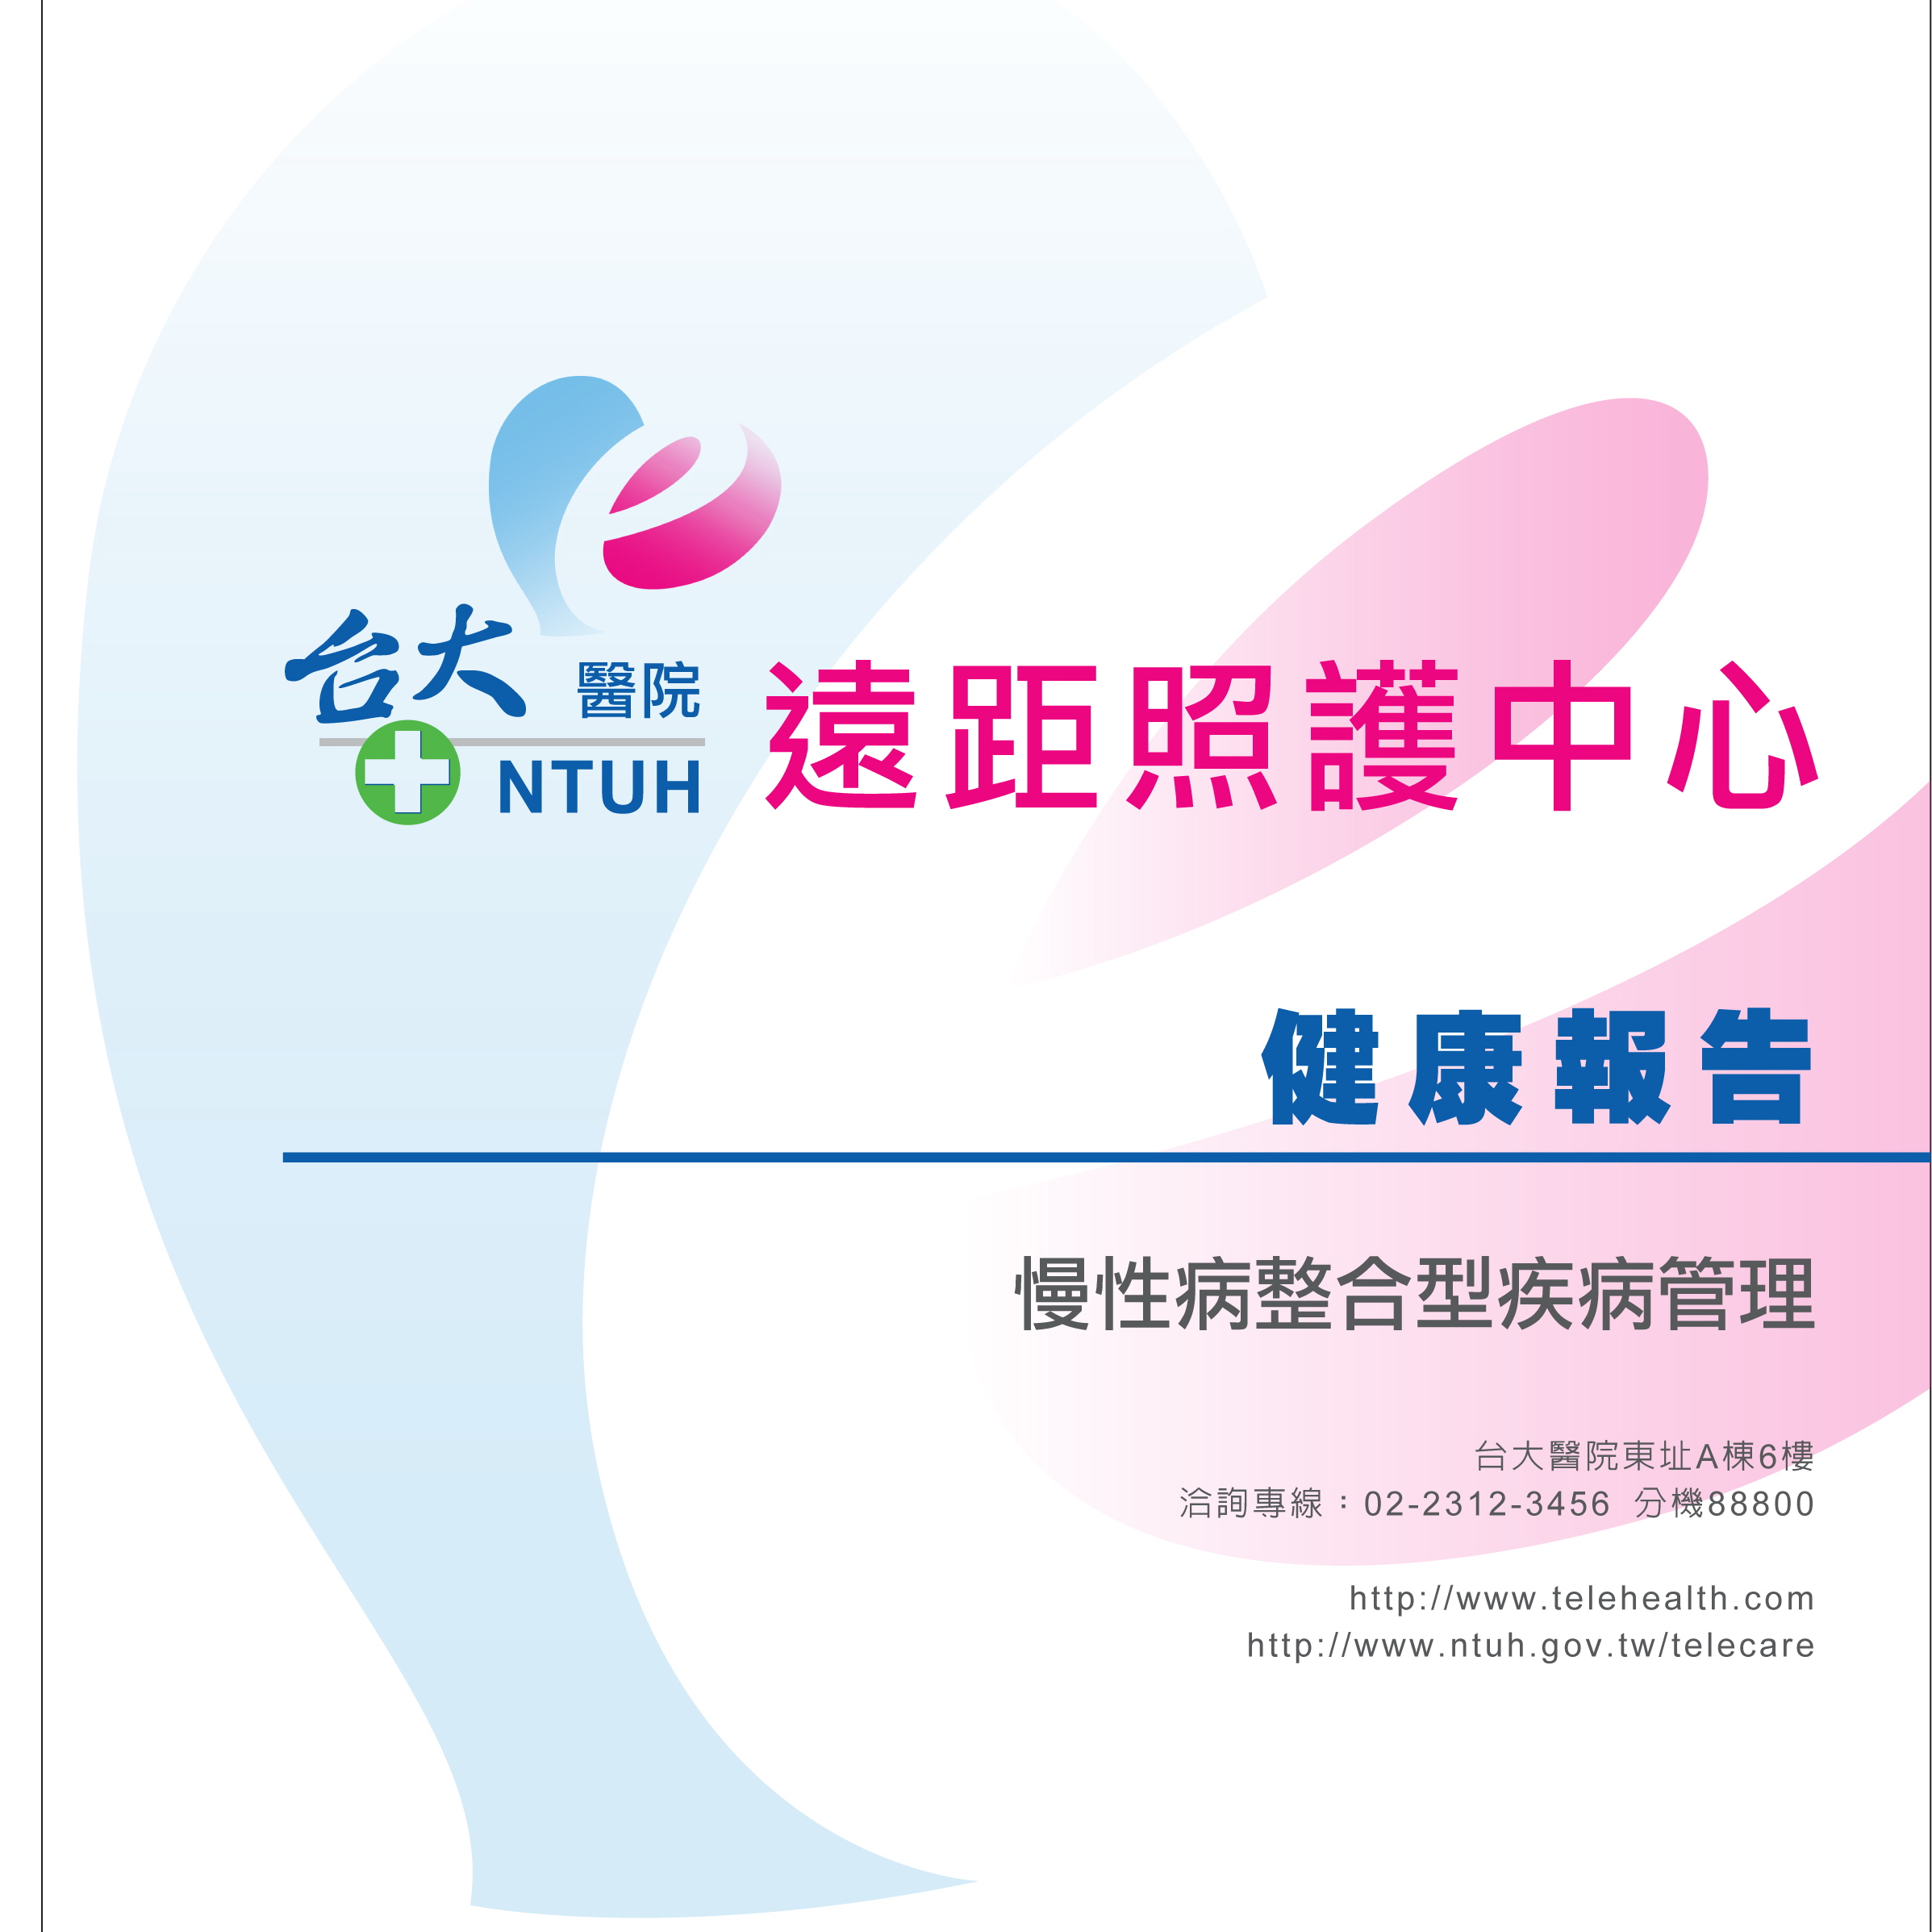 台大醫院 遠距照護中心
NTUH
健康報告
慢性病整合型疾病管理
台大醫院東址A棟6樓
洽詢專線：02-2312-3456 分機88800
http://www.telehealth.com
http://www.ntuh.gov.tw/telecare